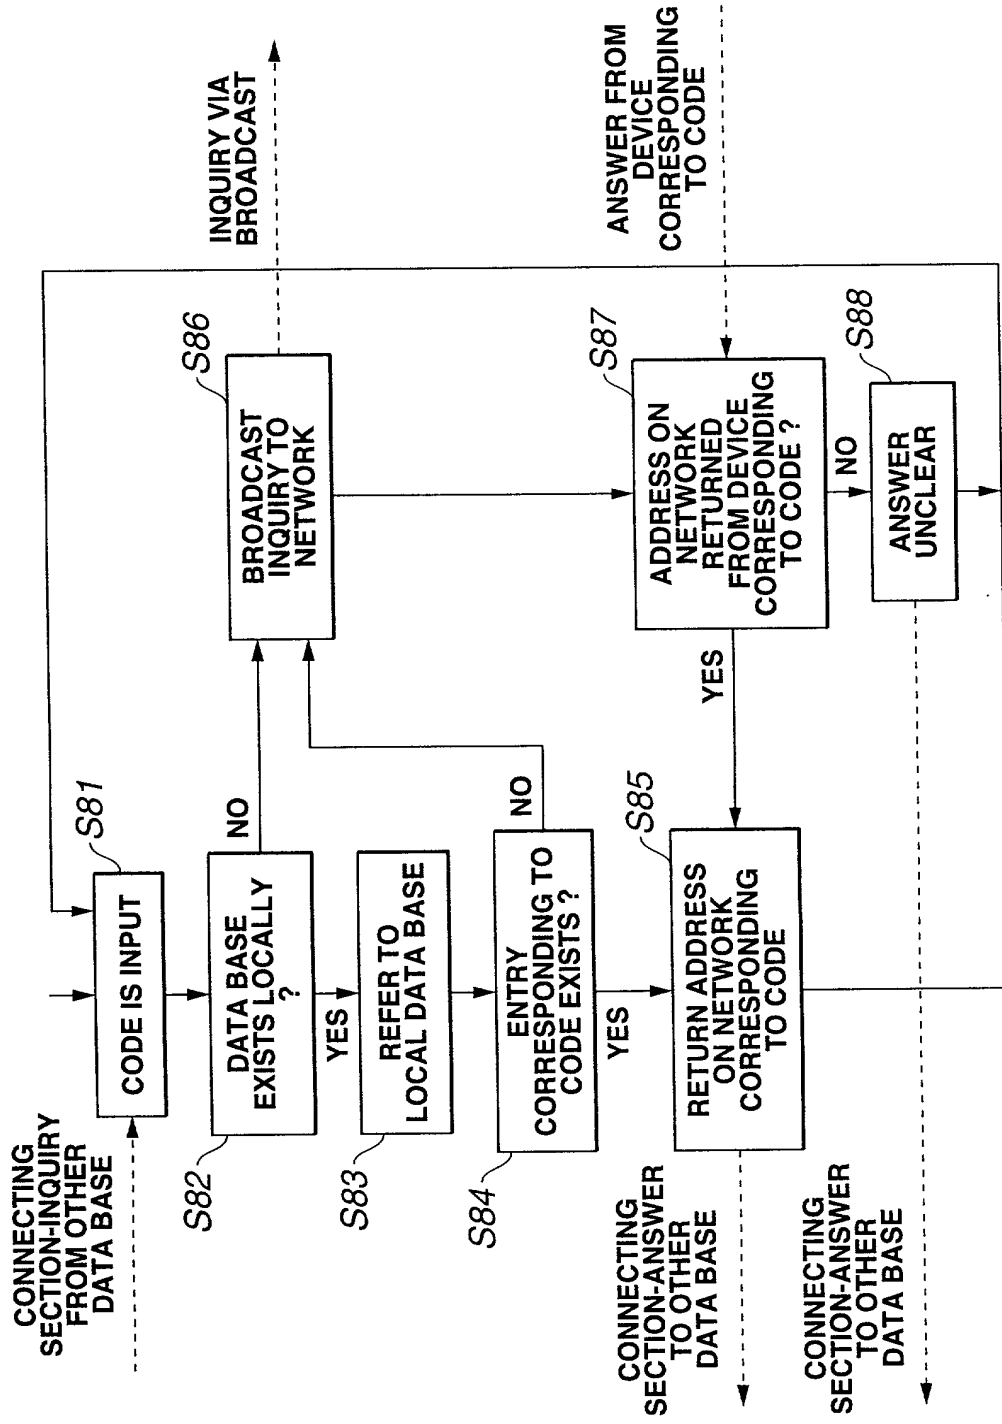 CONNECTING
SECTION-INQUIRY
FROM OTHER
DATA BASE
S81
CODE IS INPUT
S82
DATA BASE
EXISTS LOCALLY
?
NO
YES
S83
REFER TO
LOCAL DATA BASE
S84
ENTRY
CORRESPONDING TO
CODE EXISTS ?
NO
YES
S85
RETURN ADDRESS
ON NETWORK
CORRESPONDING
TO CODE
CONNECTING
SECTION-ANSWER
TO OTHER
DATA BASE
S86
BROADCAST
INQUIRY TO
NETWORK
INQUIRY VIA
BROADCAST
S87
ADDRESS ON
NETWORK
RETURNED
FROM DEVICE
CORRESPONDING
TO CODE ?
YES
NO
ANSWER FROM
DEVICE
CORRESPONDING
TO CODE
S88
ANSWER
UNCLEAR
CONNECTING
SECTION-ANSWER
TO OTHER
DATA BASE